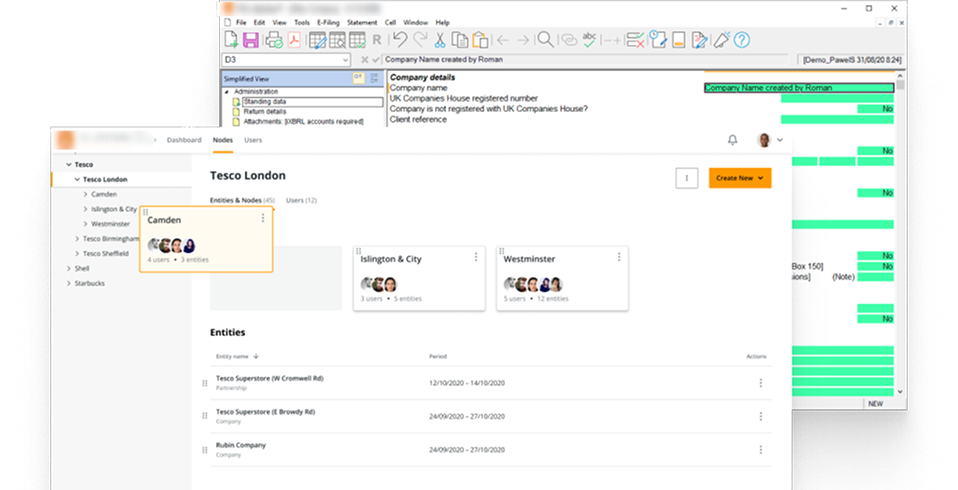 File Edit View Tools E-Filing Statement Cell Window Help
R
D3
Company Name created by Roman
[Demo_PawelS 31/08/20 8:24]
Simplified View
Administration
Standing data
Return details
Attachments: [iXBRL accounts required]
Company details
Company name
Company Name created by Roman
UK Companies House registered number
Company is not registered with UK Companies House?
No
Client reference
No
No
Box 150]
No
ions]
(Note)
No
No
No
NEW
Dashboard
Nodes
Users
Tesco
Tesco London
Camden
Islington & City
Westminster
Tesco Birmingham
Tesco Sheffield
Shell
Starbucks
Tesco London
Create New
Entities & Nodes (45)
Users (12)
Camden
4 users • 3 entities
Islington & City
3 users • 5 entities
Westminster
5 users • 12 entities
Entities
Entity name
Period
Actions
Tesco Superstore (W Cromwell Rd)
Partnership
12/10/2020 – 14/10/2020
Tesco Superstore (E Browdy Rd)
Company
24/09/2020 – 27/10/2020
Rubin Company
Company
24/09/2020 – 27/10/2020